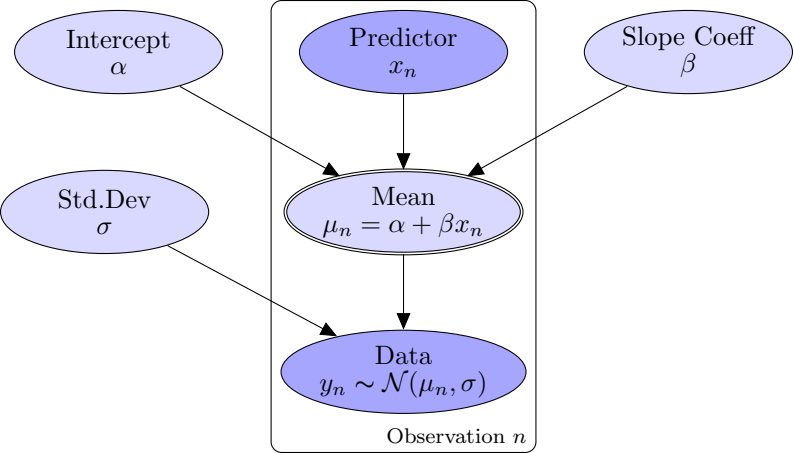 Intercept
α
Predictor
xₙ
Slope Coeff
β
Std.Dev
σ
Mean
μₙ = α + βxₙ
Data
yₙ ∼ 𝒩(μₙ, σ)
Observation n